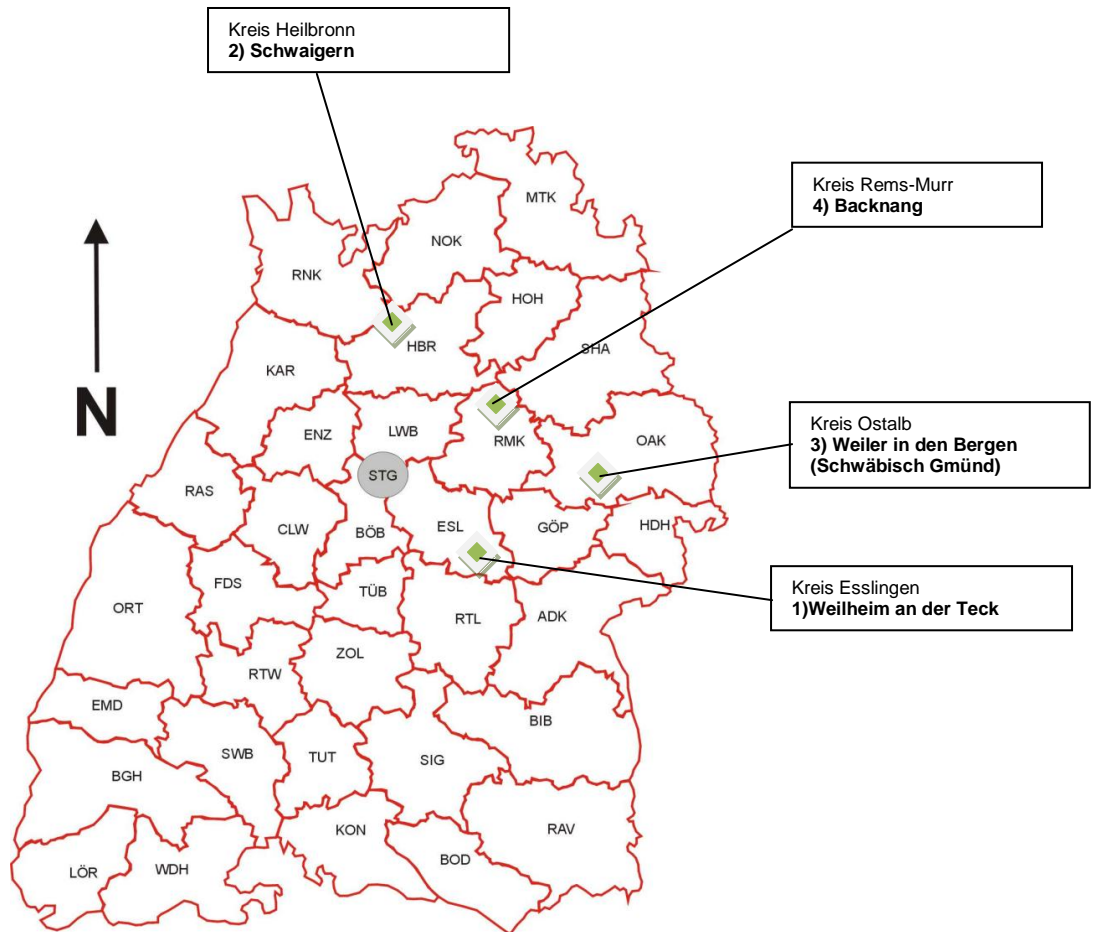 Kreis Heilbronn
2) Schwaigern
Kreis Rems-Murr
4) Backnang
MTK
NOK
RNK
HOH
N
HBR
SHA
KAR
Kreis Ostalb
3) Weiler in den Bergen
(Schwäbisch Gmünd)
ENZ
LWB
RMK
OAK
STG
RAS
CLW
BÖB
ESL
GÖP
HDH
Kreis Esslingen
1)Weilheim an der Teck
FDS
TÜB
ORT
RTL
ADK
ZOL
RTW
EMD
BIB
SWB
TUT
SIG
BGH
KON
RAV
BOD
LÖR
WDH